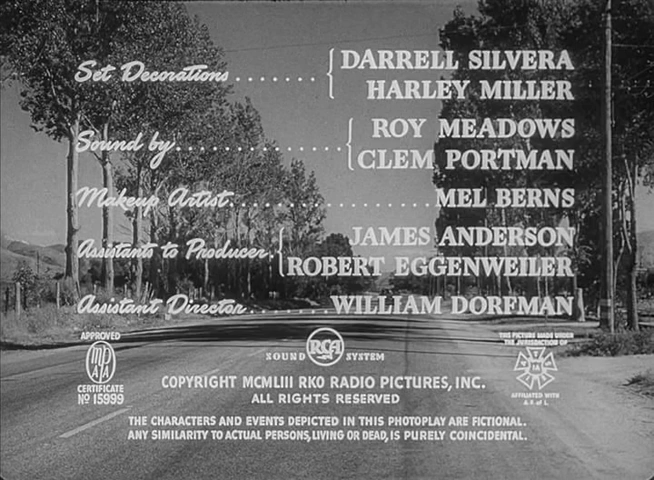 Set Decorations ....... { DARRELL SILVERA
HARLEY MILLER
Sound by .............. { ROY MEADOWS
CLEM PORTMAN
Makeup Artist ................. MEL BERNS
Assistants to Producer . { JAMES ANDERSON
ROBERT EGGENWEILER
Assistant Director ........ WILLIAM DORFMAN
APPROVED
MPAA
CERTIFICATE
No 15999
SOUND RCA SYSTEM
THIS PICTURE MADE UNDER
THE JURISDICTION OF
IA
AFFILIATED WITH
A.F. of L.
COPYRIGHT MCMLIII RKO RADIO PICTURES, INC.
ALL RIGHTS RESERVED
THE CHARACTERS AND EVENTS DEPICTED IN THIS PHOTOPLAY ARE FICTIONAL.
ANY SIMILARITY TO ACTUAL PERSONS, LIVING OR DEAD, IS PURELY COINCIDENTAL.